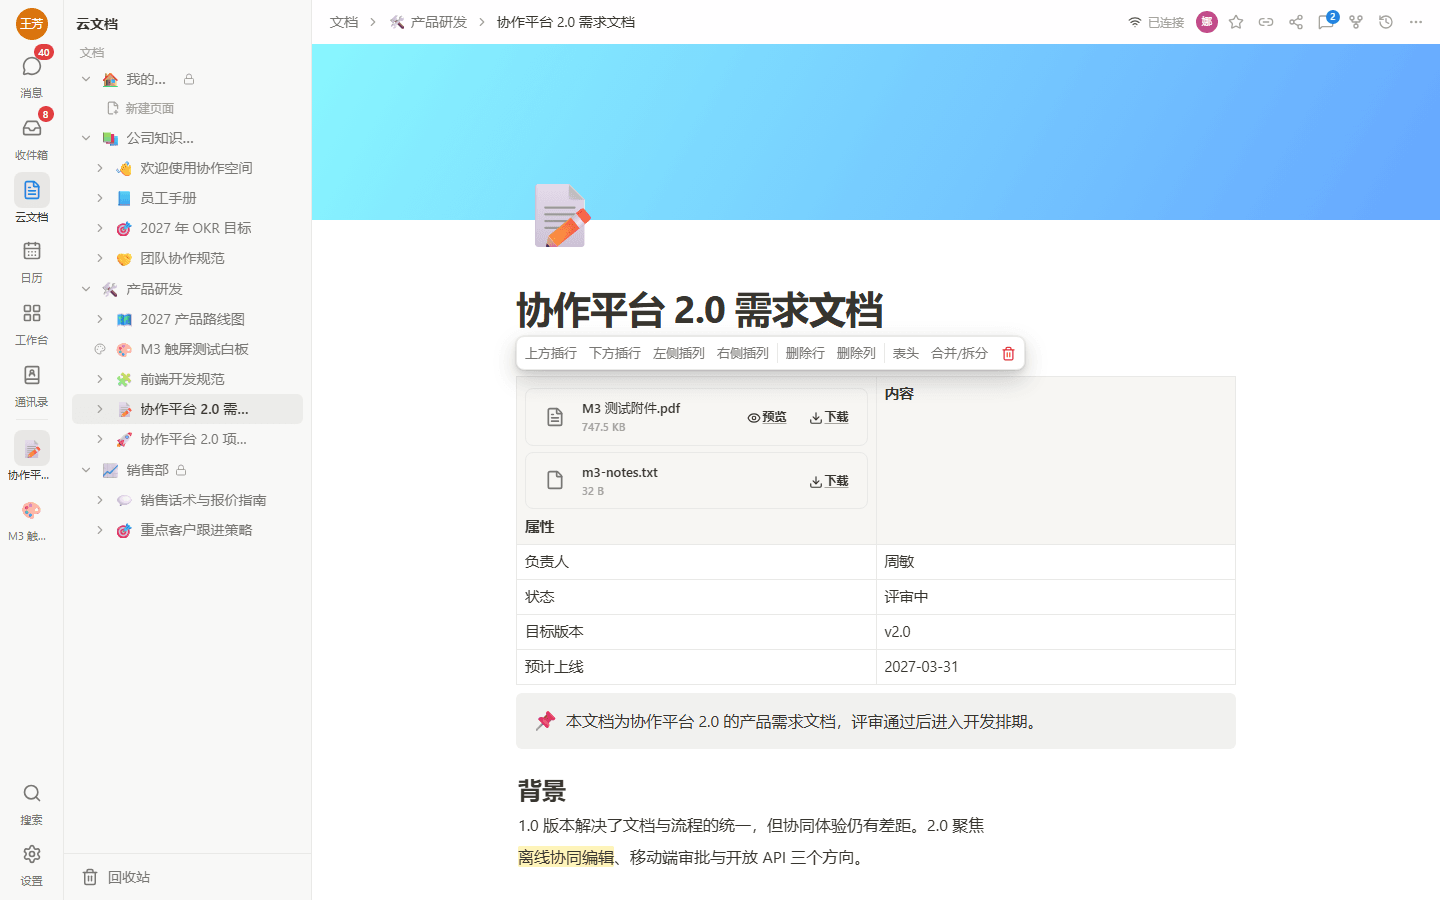 王芳
40
消息
8
收件箱
云文档
日历
工作台
通讯录
协作平...
M3 触...
搜索
设置
云文档
文档
我的...
新建页面
公司知识...
欢迎使用协作空间
员工手册
2027 年 OKR 目标
团队协作规范
产品研发
2027 产品路线图
M3 触屏测试白板
前端开发规范
协作平台 2.0 需...
协作平台 2.0 项...
销售部
销售话术与报价指南
重点客户跟进策略
回收站
文档 产品研发 协作平台 2.0 需求文档
已连接 娜 2
协作平台 2.0 需求文档
上方插行 下方插行 左侧插列 右侧插列 删除行 删除列 表头 合并/拆分
M3 测试附件.pdf
747.5 KB
预览 下载
m3-notes.txt
32 B
下载
属性 内容
负责人 周敏
状态 评审中
目标版本 v2.0
预计上线 2027-03-31
本文档为协作平台 2.0 的产品需求文档，评审通过后进入开发排期。
背景
1.0 版本解决了文档与流程的统一，但协同体验仍有差距。2.0 聚焦
离线协同编辑、移动端审批与开放 API 三个方向。